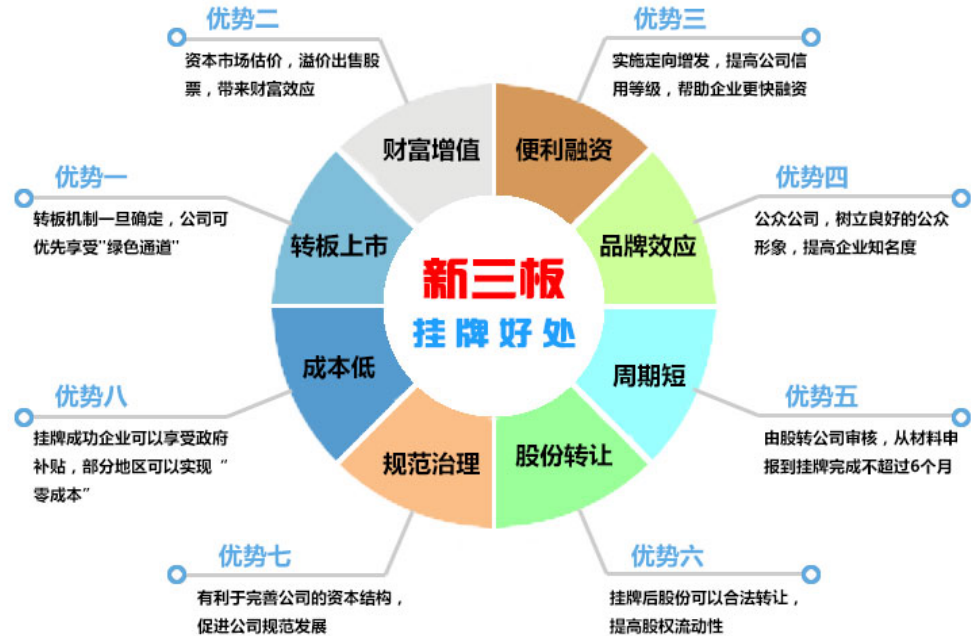 新三板
挂牌好处
优势一
转板上市
转板机制一旦确定，公司可
优先享受"绿色通道"
优势二
财富增值
资本市场估价，溢价出售股
票，带来财富效应
优势三
便利融资
实施定向增发，提高公司信
用等级，帮助企业更快融资
优势四
品牌效应
公众公司，树立良好的公众
形象，提高企业知名度
优势五
周期短
由股转公司审核，从材料申
报到挂牌完成不超过6个月
优势六
股份转让
挂牌后股份可以合法转让，
提高股权流动性
优势七
规范治理
有利于完善公司的资本结构，
促进公司规范发展
优势八
成本低
挂牌成功企业可以享受政府
补贴，部分地区可以实现“
零成本”